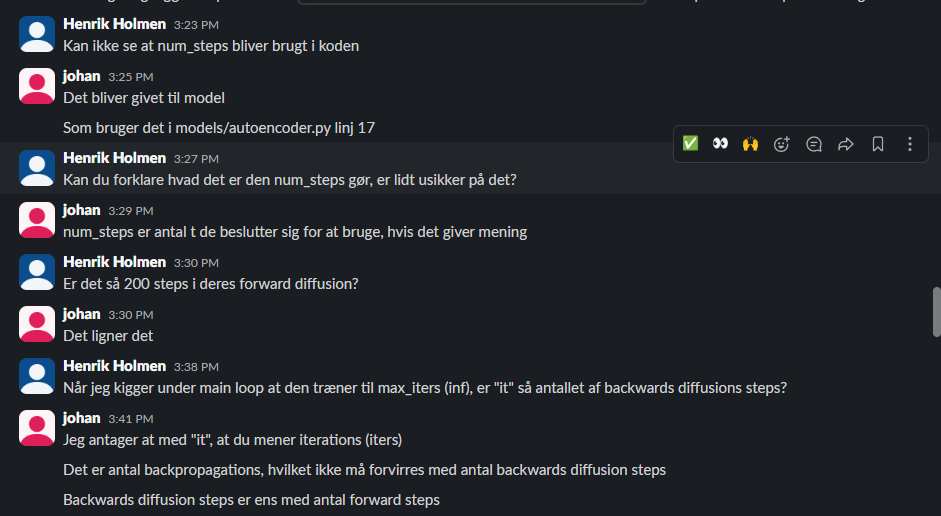 Henrik Holmen 3:23 PM
Kan ikke se at num_steps bliver brugt i koden
johan 3:25 PM
Det bliver givet til model
Som bruger det i models/autoencoder.py linj 17
Henrik Holmen 3:27 PM
Kan du forklare hvad det er den num_steps gør, er lidt usikker på det?
johan 3:29 PM
num_steps er antal t de beslutter sig for at bruge, hvis det giver mening
Henrik Holmen 3:30 PM
Er det så 200 steps i deres forward diffusion?
johan 3:30 PM
Det ligner det
Henrik Holmen 3:38 PM
Når jeg kigger under main loop at den træner til max_iters (inf), er "it" så antallet af backwards diffusions steps?
johan 3:41 PM
Jeg antager at med "it", at du mener iterations (iters)
Det er antal backpropagations, hvilket ikke må forvirres med antal backwards diffusion steps
Backwards diffusion steps er ens med antal forward steps